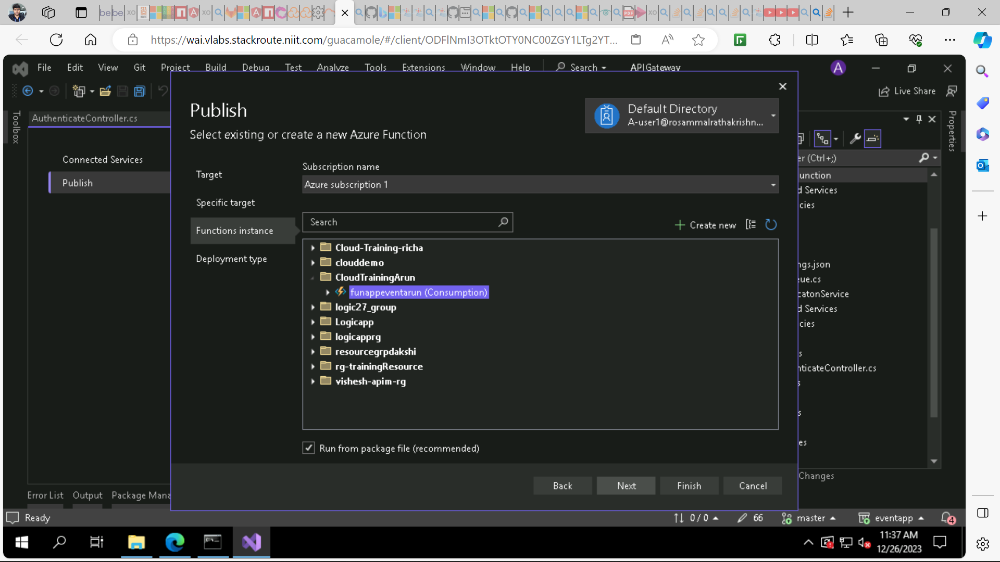 bebe be xo
https://wai.vlabs.stackroute.niit.com/guacamole/#/client/ODFlNmI3OTktOTY0NC00ZGY1LTg2YT...
File Edit View Git Project Build Debug Test Analyze Tools Extensions Window Help Search APIGateway
A
Live Share
Toolbox
AuthenticateController.cs
Connected Services
Publish
Publish
Select existing or create a new Azure Function
Default Directory
A-user1@rosammalrathakrishn...
Target
Specific target
Functions instance
Deployment type
Subscription name
Azure subscription 1
Search
Create new
Cloud-Training-richa
clouddemo
CloudTrainingArun
funappeventarun (Consumption)
logic27_group
Logicapp
logicapprg
resourcegrpdakshi
rg-trainingResource
vishesh-apim-rg
Run from package file (recommended)
Back Next Finish Cancel
Properties
er (Ctrl+;)
unction
d Services
cies
ngs.json
eue.cs
catonService
d Services
cies
s
nticateController.cs
s
s
es
Changes
Error List Output Package Mana
Ready
0 / 0 66 master eventapp 4
11:37 AM
12/26/2023